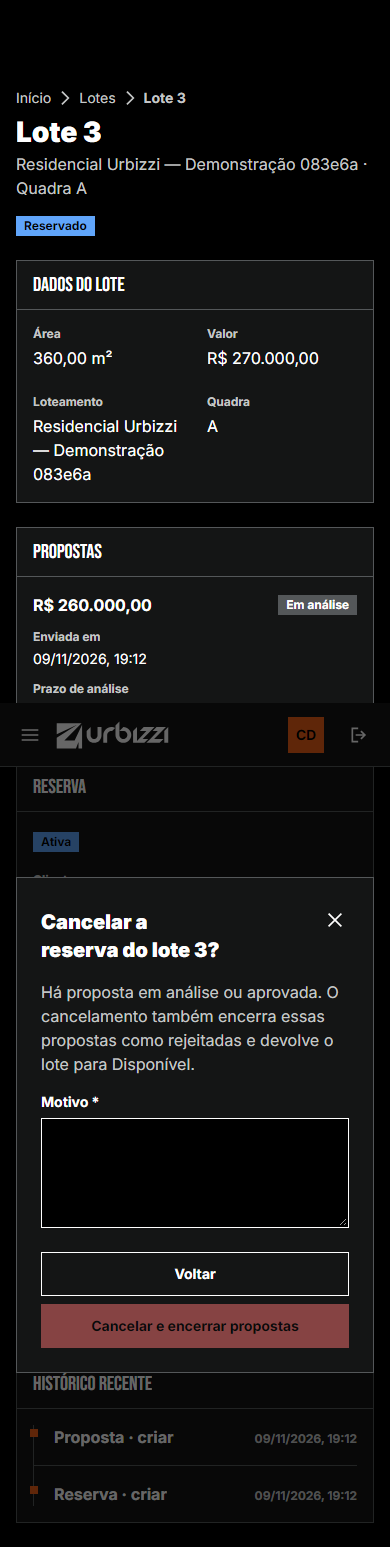 Início > Lotes > Lote 3
Lote 3
Residencial Urbizzi — Demonstração 083e6a ·
Quadra A
Reservado
DADOS DO LOTE
Área
360,00 m²
Valor
R$ 270.000,00
Loteamento
Residencial Urbizzi
— Demonstração
083e6a
Quadra
A
PROPOSTAS
R$ 260.000,00
Em análise
Enviada em
09/11/2026, 19:12
Prazo de análise
urbizzi
CD
RESERVA
Ativa
Cancelar a
reserva do lote 3?
Há proposta em análise ou aprovada. O
cancelamento também encerra essas
propostas como rejeitadas e devolve o
lote para Disponível.
Motivo *
Voltar
Cancelar e encerrar propostas
HISTÓRICO RECENTE
Proposta · criar
09/11/2026, 19:12
Reserva · criar
09/11/2026, 19:12